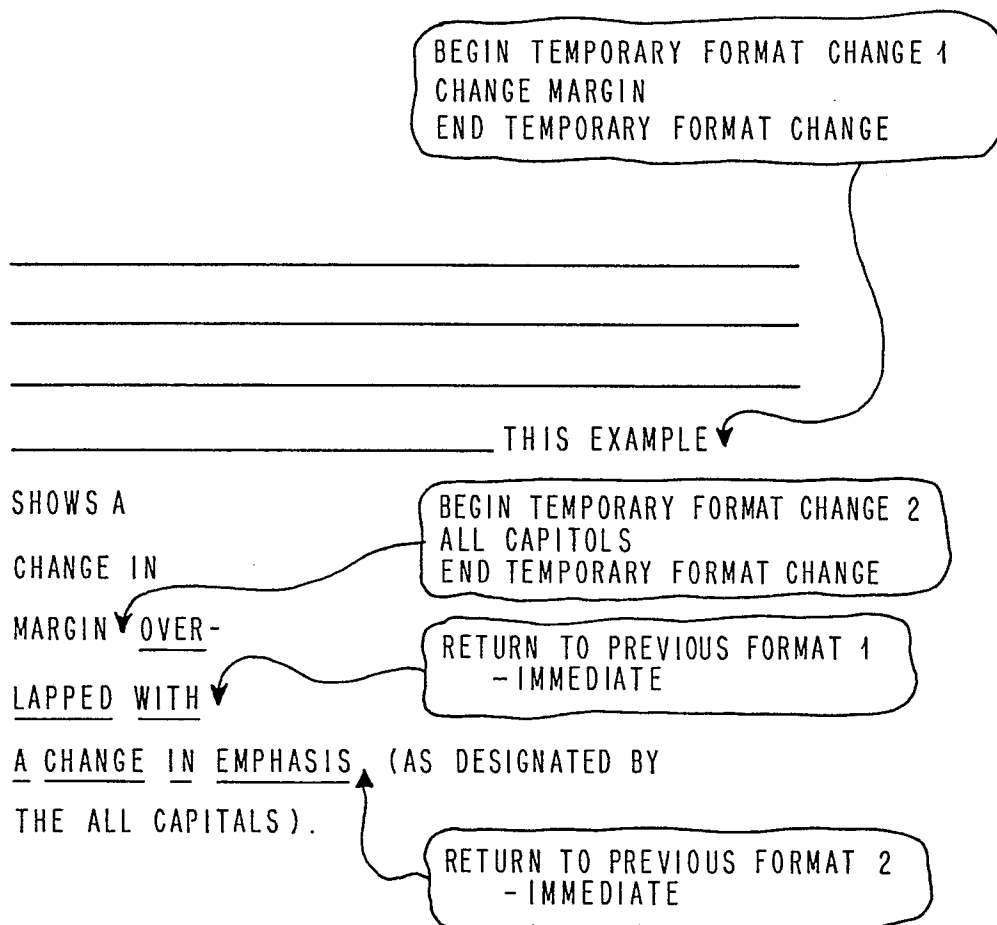 BEGIN TEMPORARY FORMAT CHANGE 1
CHANGE MARGIN
END TEMPORARY FORMAT CHANGE
THIS EXAMPLE
SHOWS A
CHANGE IN
MARGIN OVER-
LAPPED WITH
A CHANGE IN EMPHASIS (AS DESIGNATED BY
THE ALL CAPITALS).
BEGIN TEMPORARY FORMAT CHANGE 2
ALL CAPITOLS
END TEMPORARY FORMAT CHANGE
RETURN TO PREVIOUS FORMAT 1
- IMMEDIATE
RETURN TO PREVIOUS FORMAT 2
- IMMEDIATE